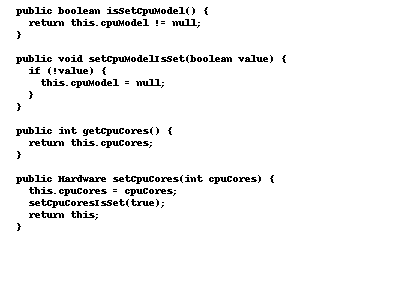 public boolean isSetCpuModel() {
return this.cpuModel != null;
}
public void setCpuModelIsSet(boolean value) {
if (!value) {
this.cpuModel = null;
}
}
public int getCpuCores() {
return this.cpuCores;
}
public Hardware setCpuCores(int cpuCores) {
this.cpuCores = cpuCores;
setCpuCoresIsSet(true);
return this;
}